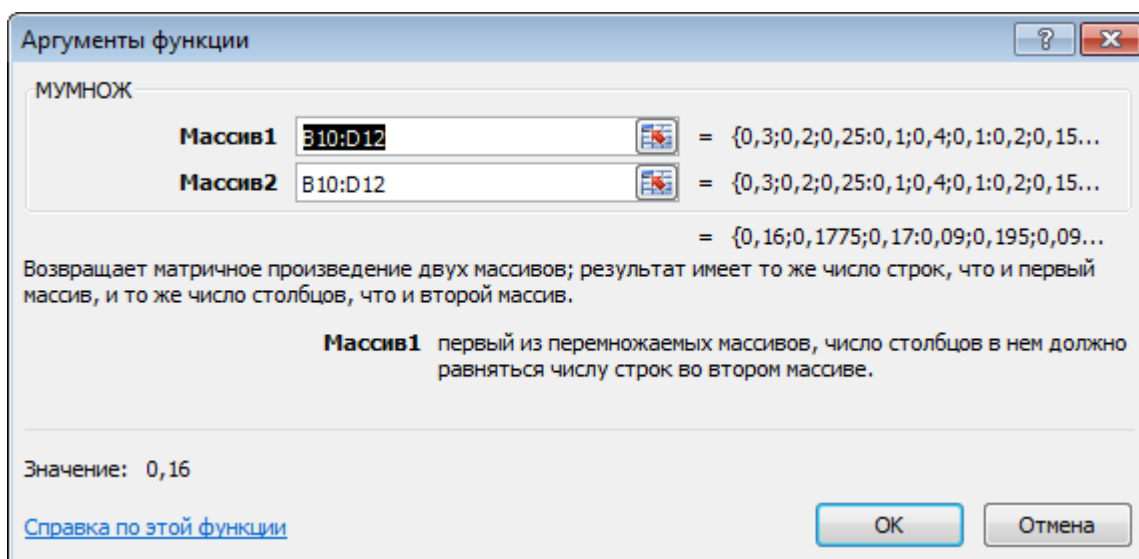 Аргументы функции
МУМНОЖ
Массив1 B10:D12 = {0,3;0,2;0,25:0,1;0,4;0,1:0,2;0,15...
Массив2 B10:D12 = {0,3;0,2;0,25:0,1;0,4;0,1:0,2;0,15...
= {0,16;0,1775;0,17:0,09;0,195;0,09...
Возвращает матричное произведение двух массивов; результат имеет то же число строк, что и первый
массив, и то же число столбцов, что и второй массив.
Массив1 первый из перемножаемых массивов, число столбцов в нем должно
равняться числу строк во втором массиве.
Значение: 0,16
Справка по этой функции
ОК
Отмена